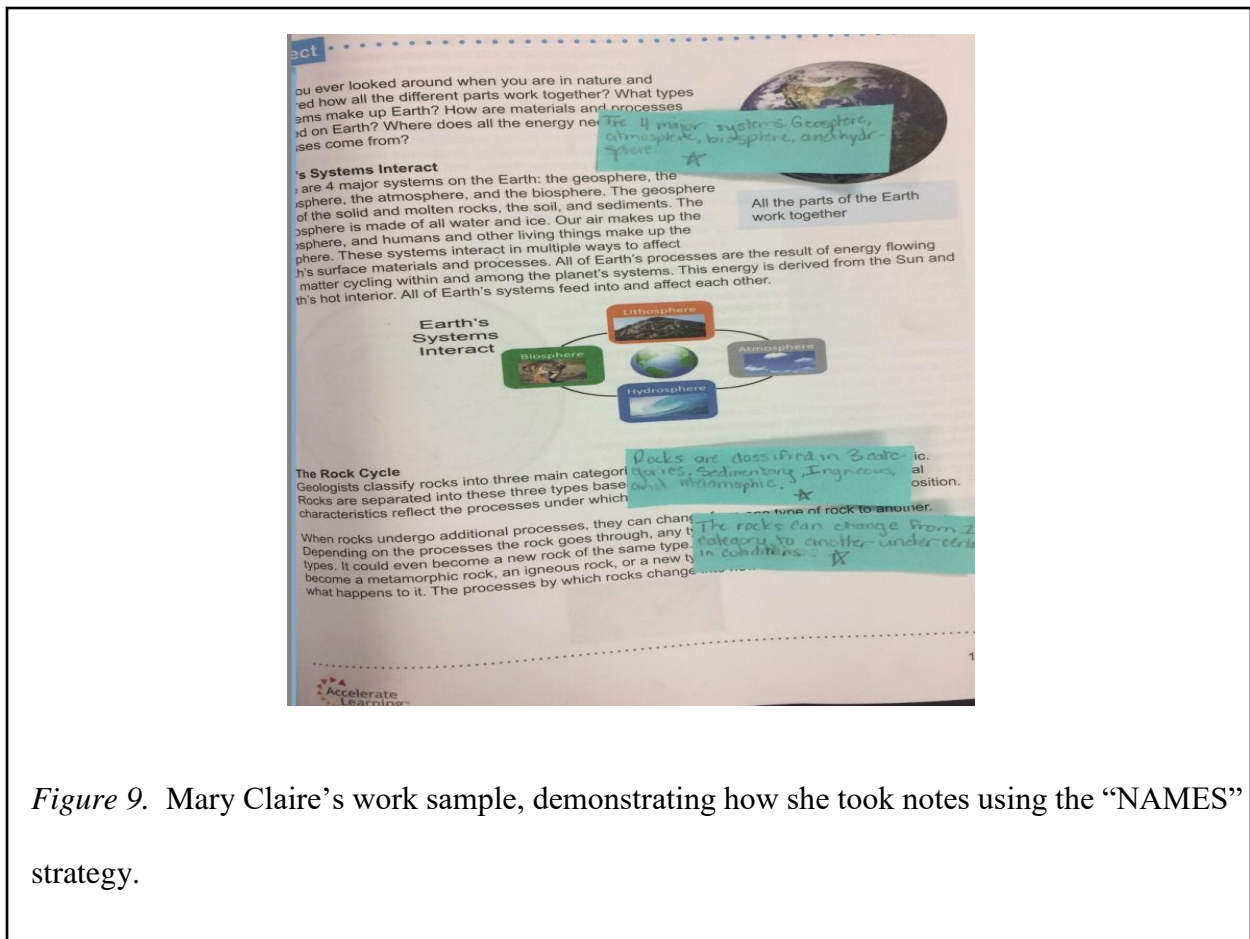 ect
ou ever looked around when you are in nature and
ed how all the different parts work together? What types
ems make up Earth? How are materials and processes
d on Earth? Where does all the energy ne
sses come from?
The 4 major systems Geosphere,
atmosphere, biosphere, and hydr-
sphere.
's Systems Interact
are 4 major systems on the Earth: the geosphere, the
sphere, the atmosphere, and the biosphere. The geosphere
of the solid and molten rocks, the soil, and sediments. The
osphere is made of all water and ice. Our air makes up the
osphere, and humans and other living things make up the
phere. These systems interact in multiple ways to affect
h's surface materials and processes. All of Earth's processes are the result of energy flowing
matter cycling within and among the planet's systems. This energy is derived from the Sun and
th's hot interior. All of Earth's systems feed into and affect each other.
All the parts of the Earth
work together
Earth's
Systems
Interact
Lithosphere
Biosphere
Atmosphere
Hydrosphere
The Rock Cycle
Geologists classify rocks into three main categori ic.
Rocks are separated into these three types base al
characteristics reflect the processes under which osition.
Rocks are classified in 3 cate-
gories, Sedimentary, Ingneous,
and metamorphic.
When rocks undergo additional processes, they can chang type of rock to another.
Depending on the processes the rock goes through, any t
types. It could even become a new rock of the same type.
become a metamorphic rock, an igneous rock, or a new ty
what happens to it. The processes by which rocks change
The rocks can change from 1
category to another under certa
in conditions.
1
Accelerate
Learning
Figure 9. Mary Claire's work sample, demonstrating how she took notes using the “NAMES”
strategy.